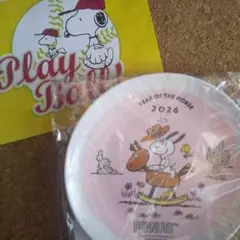 Play
Ball!
YEAR OF THE HORSE
2026
PEANUTS